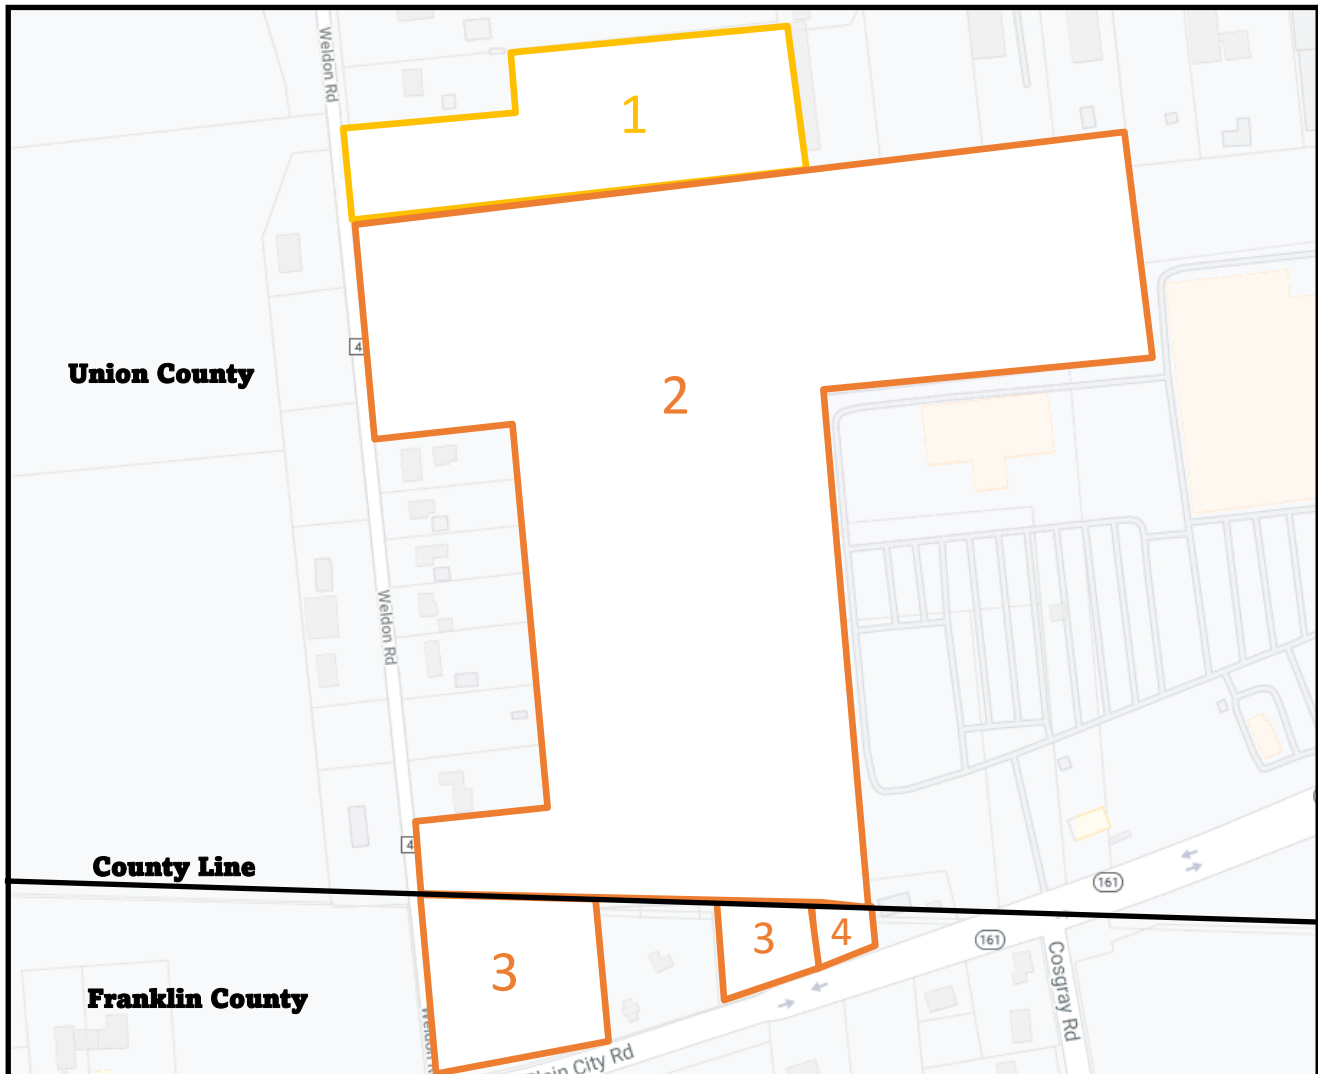 Weldon Rd
1
4
Union County
2
Weldon Rd
4
County Line
161
3
4
161
3
Franklin County
Cosgray Rd
Plain City Rd